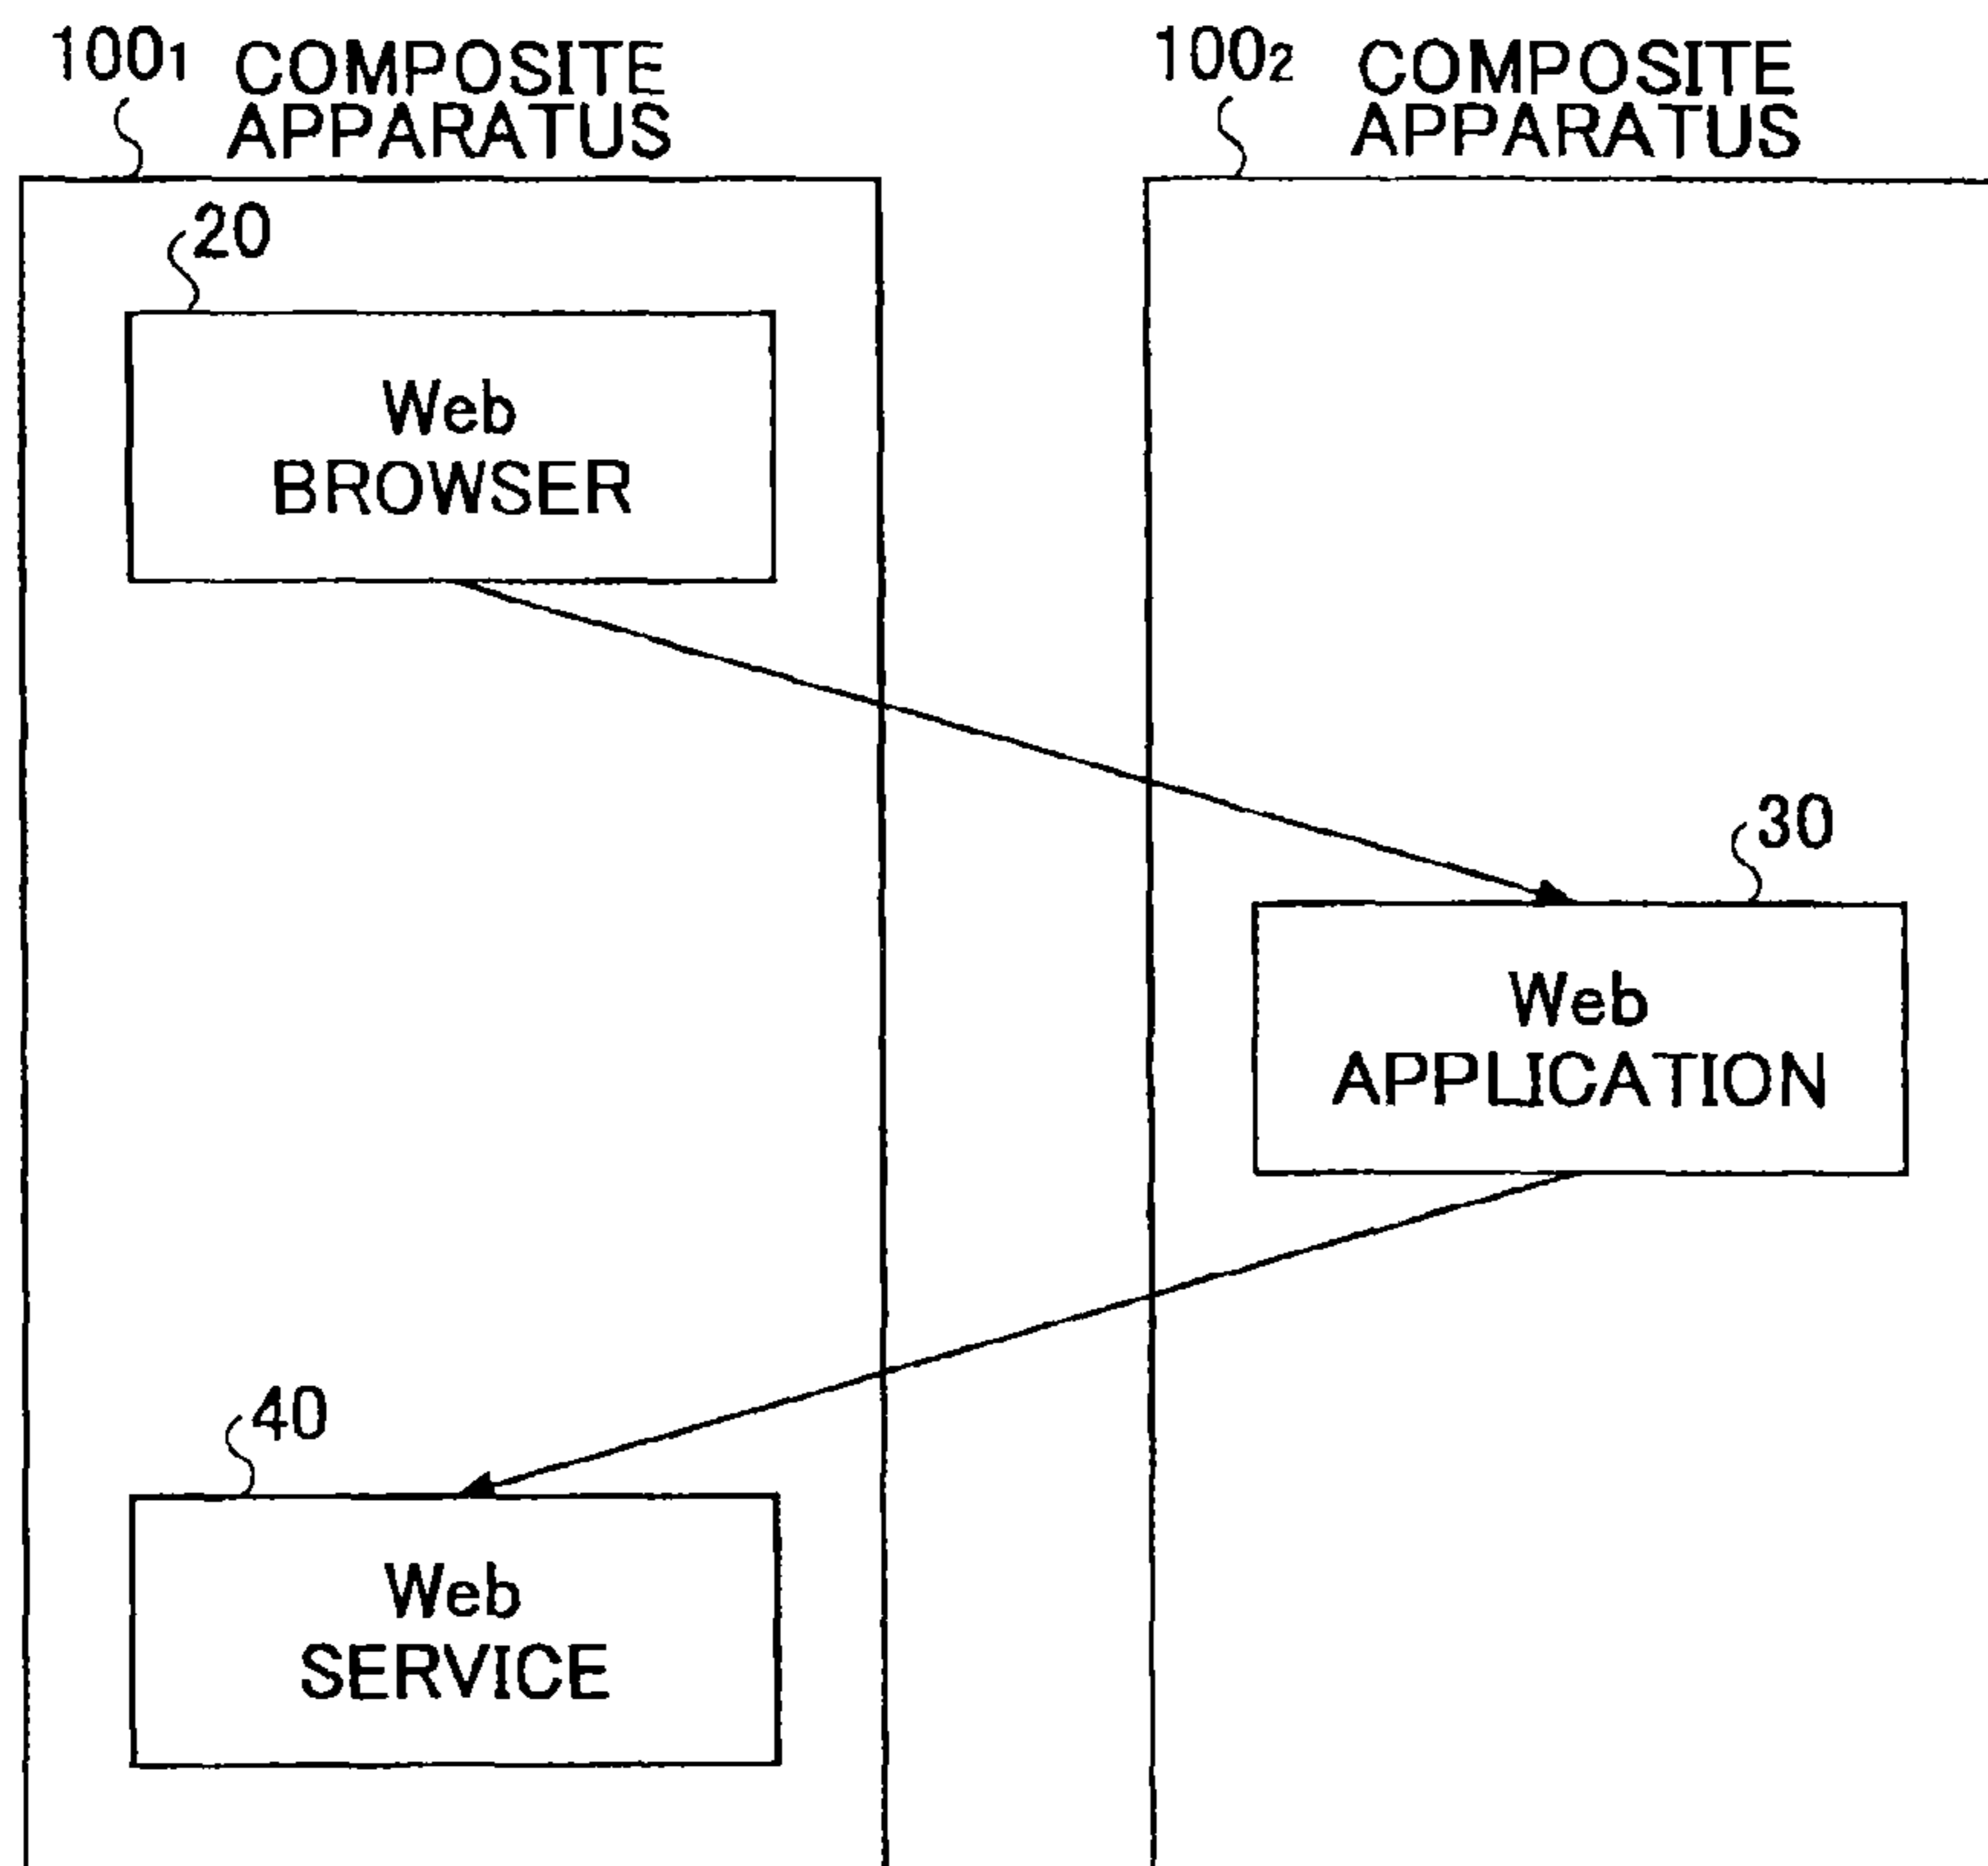 100₁ COMPOSITE
APPARATUS
100₂ COMPOSITE
APPARATUS
20
Web
BROWSER
30
Web
APPLICATION
40
Web
SERVICE